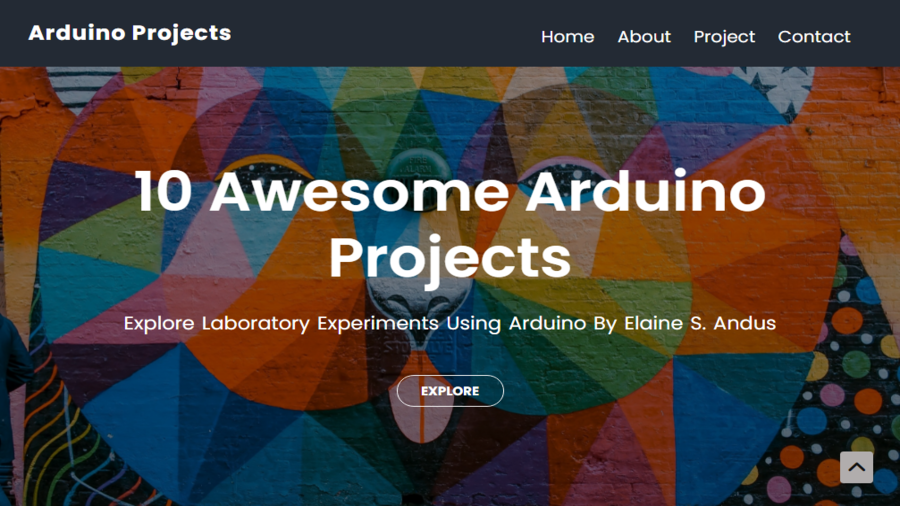 Arduino Projects
Home About Project Contact
10 Awesome Arduino
Projects
Explore Laboratory Experiments Using Arduino By Elaine S. Andus
EXPLORE